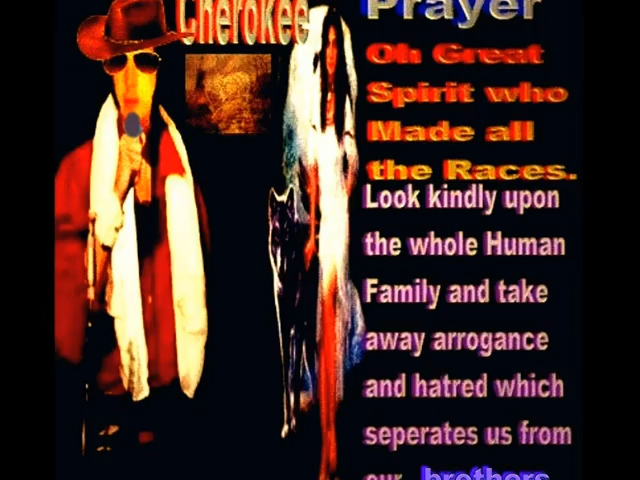 Cherokee
Prayer
Oh Great
Spirit who
Made all
the Races.
Look kindly upon
the whole Human
Family and take
away arrogance
and hatred which
seperates us from
our brothers